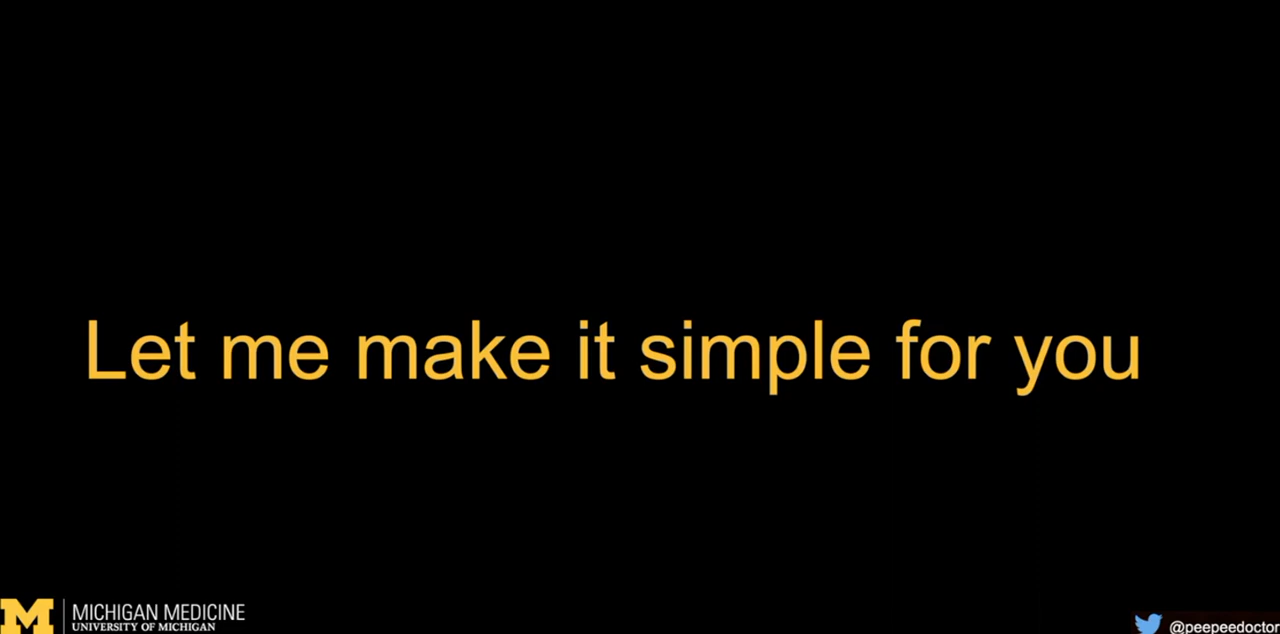 Let me make it simple for you
M
MICHIGAN MEDICINE
UNIVERSITY OF MICHIGAN
@peepeedoctor